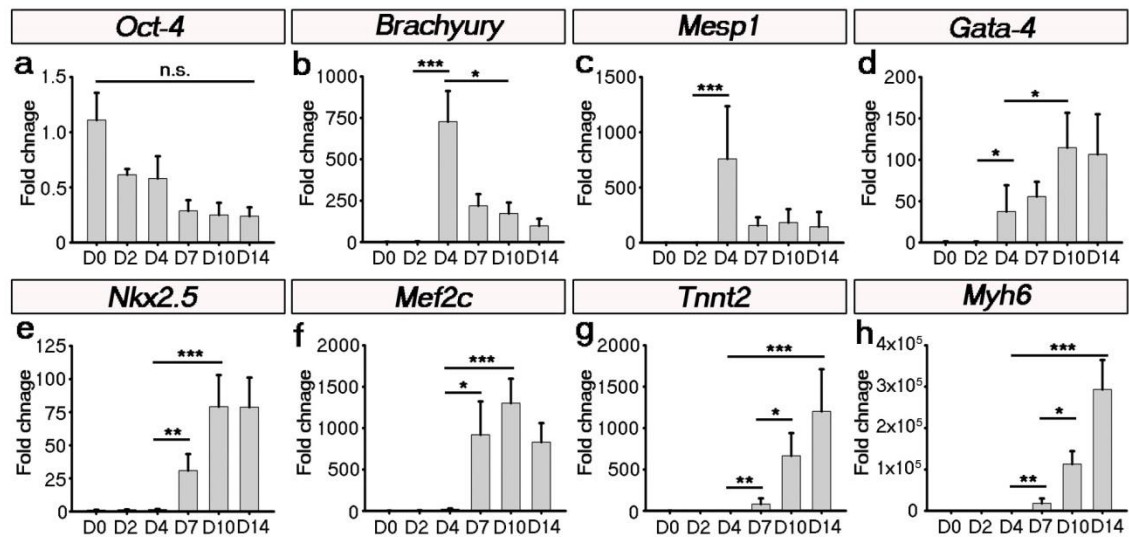 Oct-4 Brachyury Mesp1 Gata-4
a b c d
n.s. *** * *** * *
Fold chnage Fold chnage Fold chnage Fold chnage
1.5 1000 1500 200
1.0 750 1000 150
0.5 500 500 100
0 250 0 50
0 0
D0 D2 D4 D7 D10 D14 D0 D2 D4 D7 D10 D14 D0 D2 D4 D7 D10 D14 D0 D2 D4 D7 D10 D14
Nkx2.5 Mef2c Tnnt2 Myh6
e f g h
*** ** *** * *** * ** *** * **
Fold chnage Fold chnage Fold chnage Fold chnage
125 2000 2000 4x10⁵
100 1500 1500 3x10⁵
75 1000 1000 2x10⁵
50 500 500 1x10⁵
25 0 0 0
0
D0 D2 D4 D7 D10 D14 D0 D2 D4 D7 D10 D14 D0 D2 D4 D7 D10 D14 D0 D2 D4 D7 D10 D14